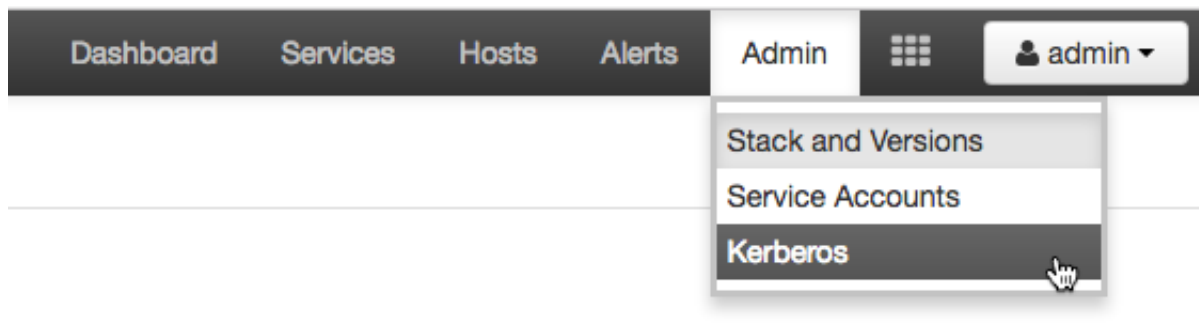 Dashboard Services Hosts Alerts Admin admin
Stack and Versions
Service Accounts
Kerberos